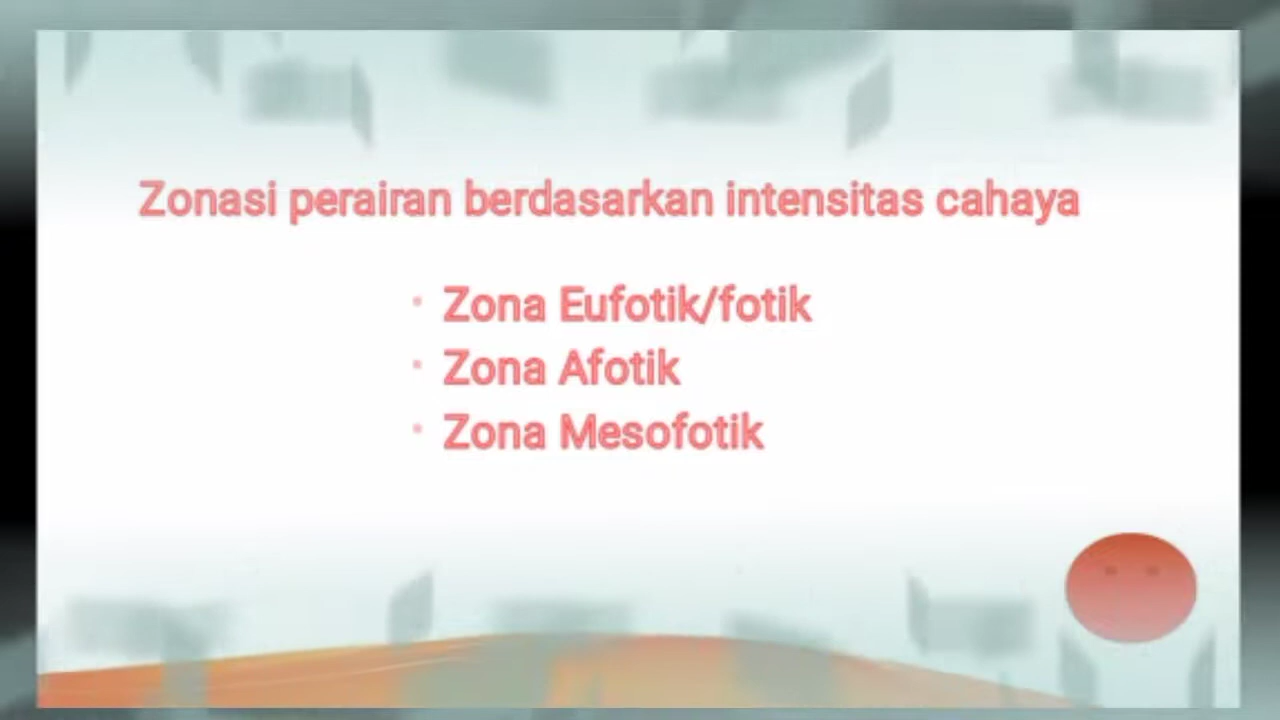 Zonasi perairan berdasarkan intensitas cahaya
• Zona Eufotik/fotik
• Zona Afotik
• Zona Mesofotik